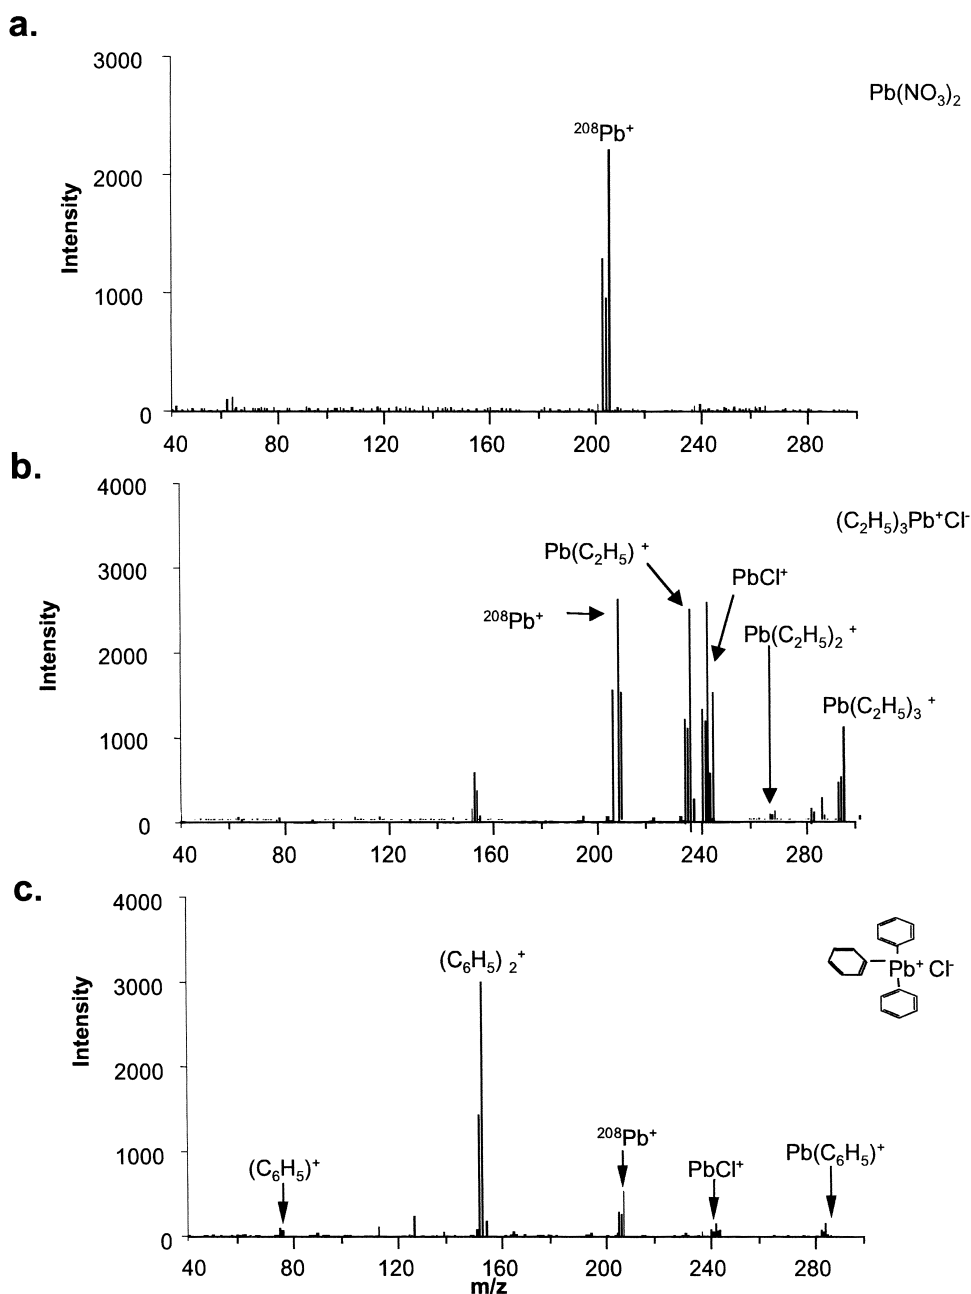 a.
3000
Pb(NO₃)₂
²⁰⁸Pb⁺
2000
Intensity
1000
0
40 80 120 160 200 240 280
b.
4000
(C₂H₅)₃Pb⁺Cl⁻
Pb(C₂H₅) ⁺
3000
PbCl⁺
²⁰⁸Pb⁺
Pb(C₂H₅)₂ ⁺
Intensity
2000
Pb(C₂H₅)₃ ⁺
1000
0
40 80 120 160 200 240 280
c.
4000
(C₆H₅) ₂⁺
Pb⁺ Cl⁻
3000
Intensity
2000
²⁰⁸Pb⁺
1000
(C₆H₅)⁺
PbCl⁺
Pb(C₆H₅)⁺
0
40 80 120 160 200 240 280
m/z